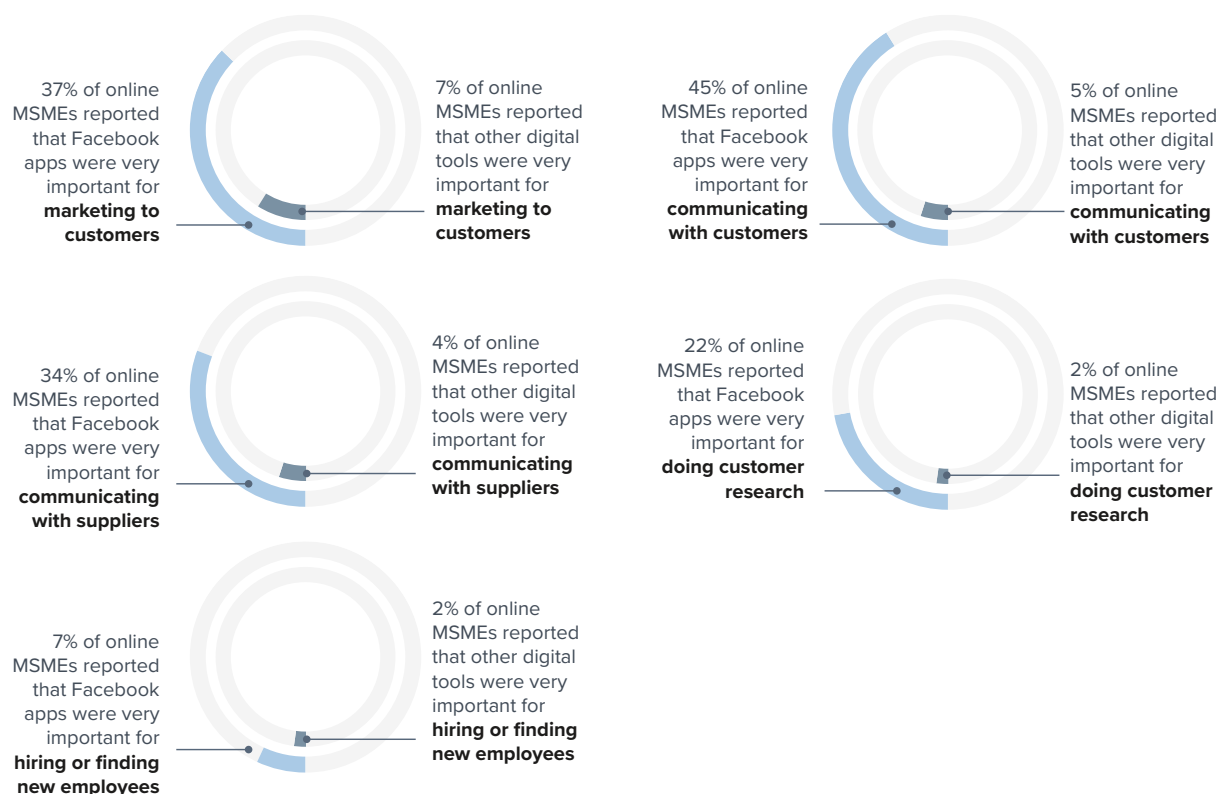 37% of online
MSMEs reported
that Facebook
apps were very
important for
marketing to
customers
7% of online
MSMEs reported
that other digital
tools were very
important for
marketing to
customers
45% of online
MSMEs reported
that Facebook
apps were very
important for
communicating
with customers
5% of online
MSMEs reported
that other digital
tools were very
important for
communicating
with customers
34% of online
MSMEs reported
that Facebook
apps were very
important for
communicating
with suppliers
4% of online
MSMEs reported
that other digital
tools were very
important for
communicating
with suppliers
22% of online
MSMEs reported
that Facebook
apps were very
important for
doing customer
research
2% of online
MSMEs reported
that other digital
tools were very
important for
doing customer
research
7% of online
MSMEs reported
that Facebook
apps were very
important for
hiring or finding
new employees
2% of online
MSMEs reported
that other digital
tools were very
important for
hiring or finding
new employees